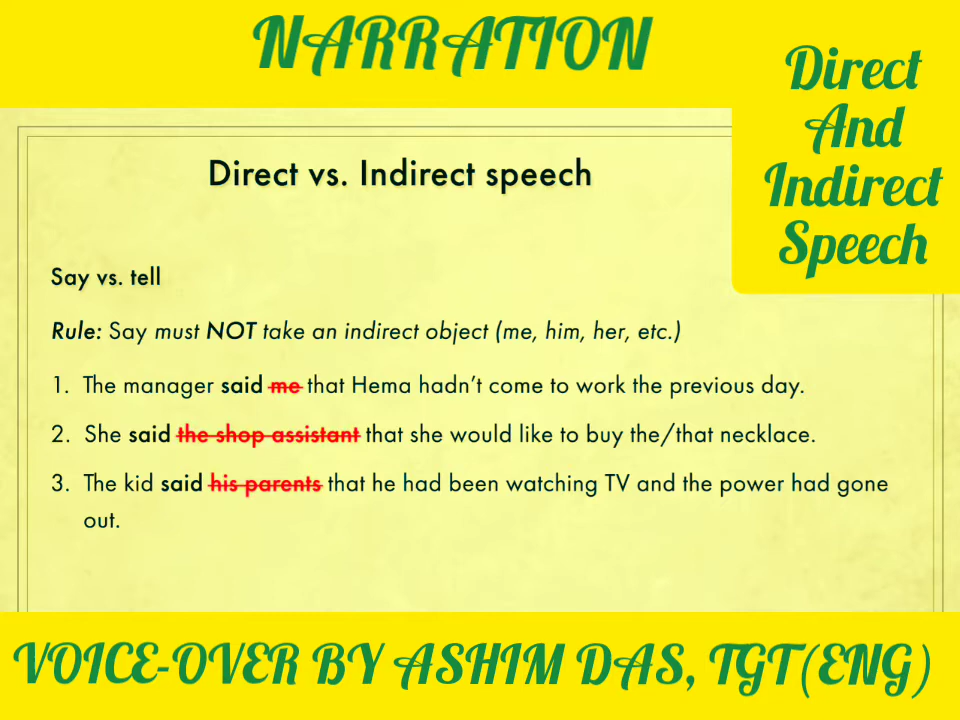 NARRATION
Direct
And
Indirect
Speech
Direct vs. Indirect speech
Say vs. tell
Rule: Say must NOT take an indirect object (me, him, her, etc.)
1. The manager said me that Hema hadn't come to work the previous day.
2. She said the shop assistant that she would like to buy the/that necklace.
3. The kid said his parents that he had been watching TV and the power had gone
out.
VOICE-OVER BY ASHIM DAS, TGT(ENG)